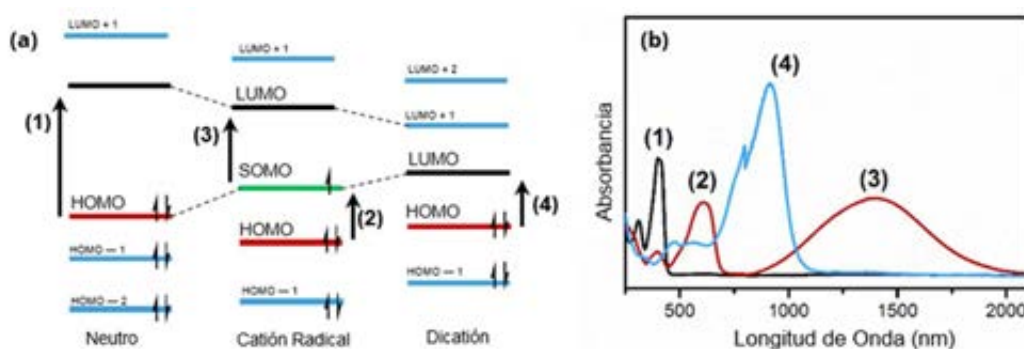 (a)
LUMO + 1
(1)
HOMO
HOMO — 1
HOMO — 2
Neutro
LUMO + 1
LUMO
(3)
SOMO
(2)
HOMO
HOMO — 1
Catión Radical
LUMO + 2
LUMO + 1
LUMO
HOMO
(4)
HOMO — 1
Dicatión
(b)
Absorbancia
(1)
(2)
(4)
(3)
500
1000
1500
2000
Longitud de Onda (nm)